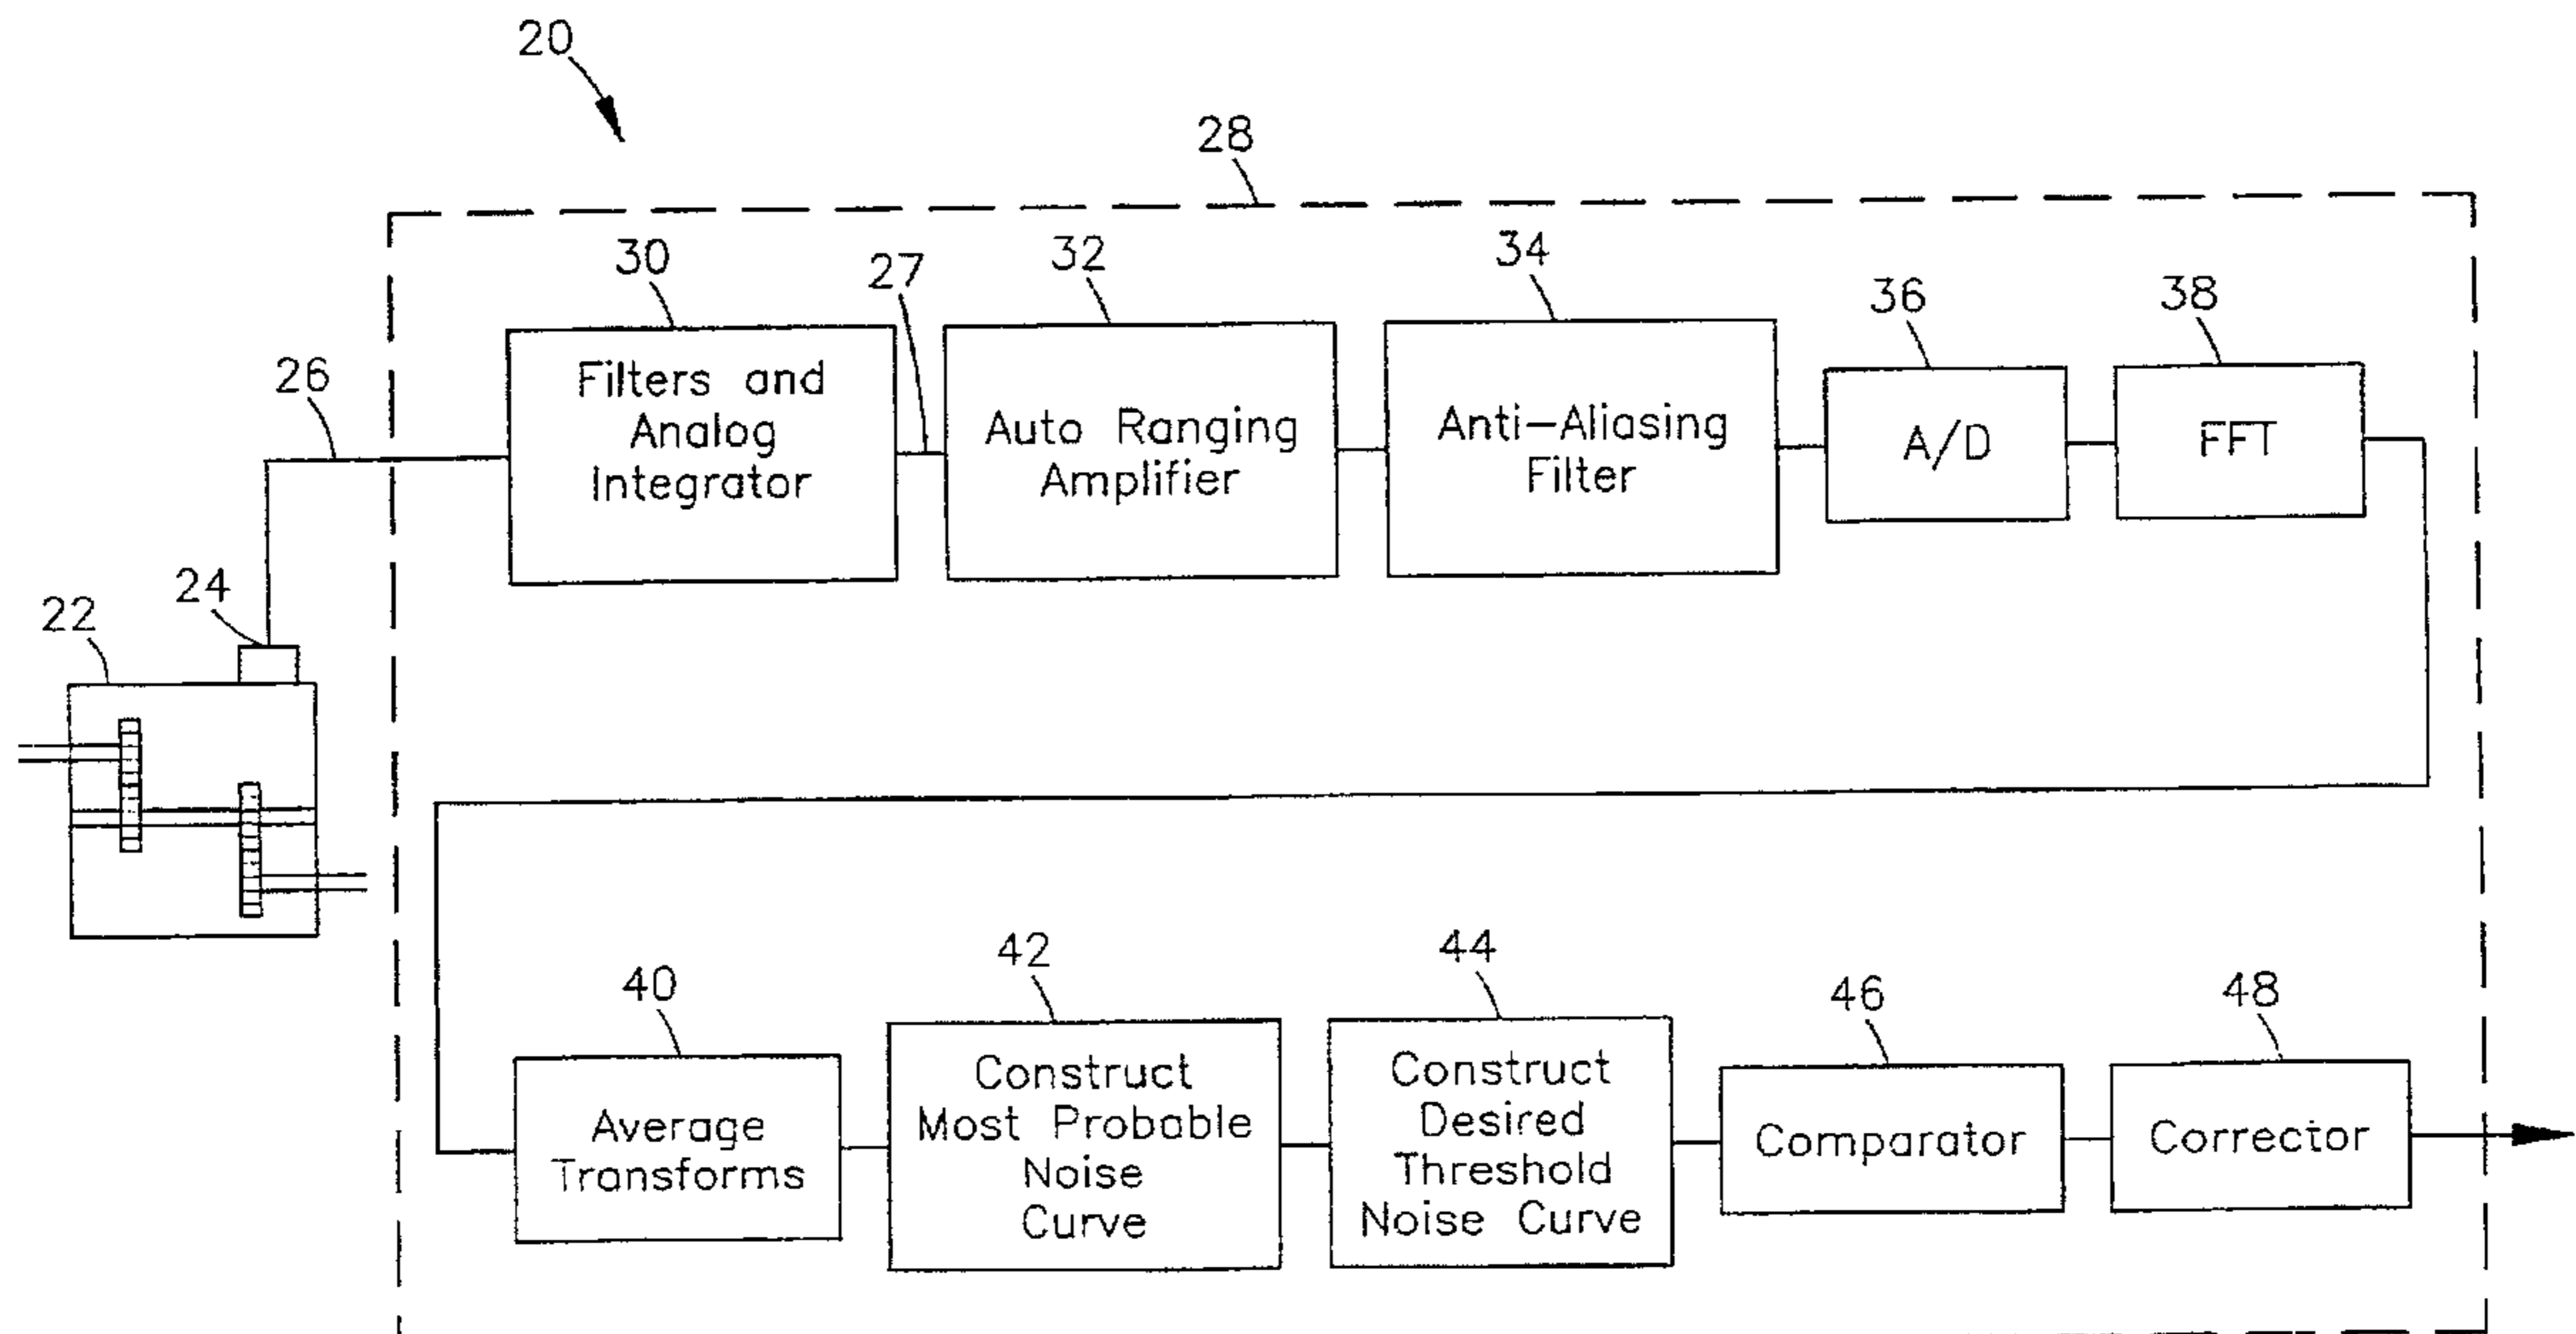 20
28
30
27
32
34
36
38
26
Filters and
Analog
Integrator
Auto Ranging
Amplifier
Anti-Aliasing
Filter
A/D
FFT
24
22
40
42
44
46
48
Average
Transforms
Construct
Most Probable
Noise
Curve
Construct
Desired
Threshold
Noise Curve
Comparator
Corrector